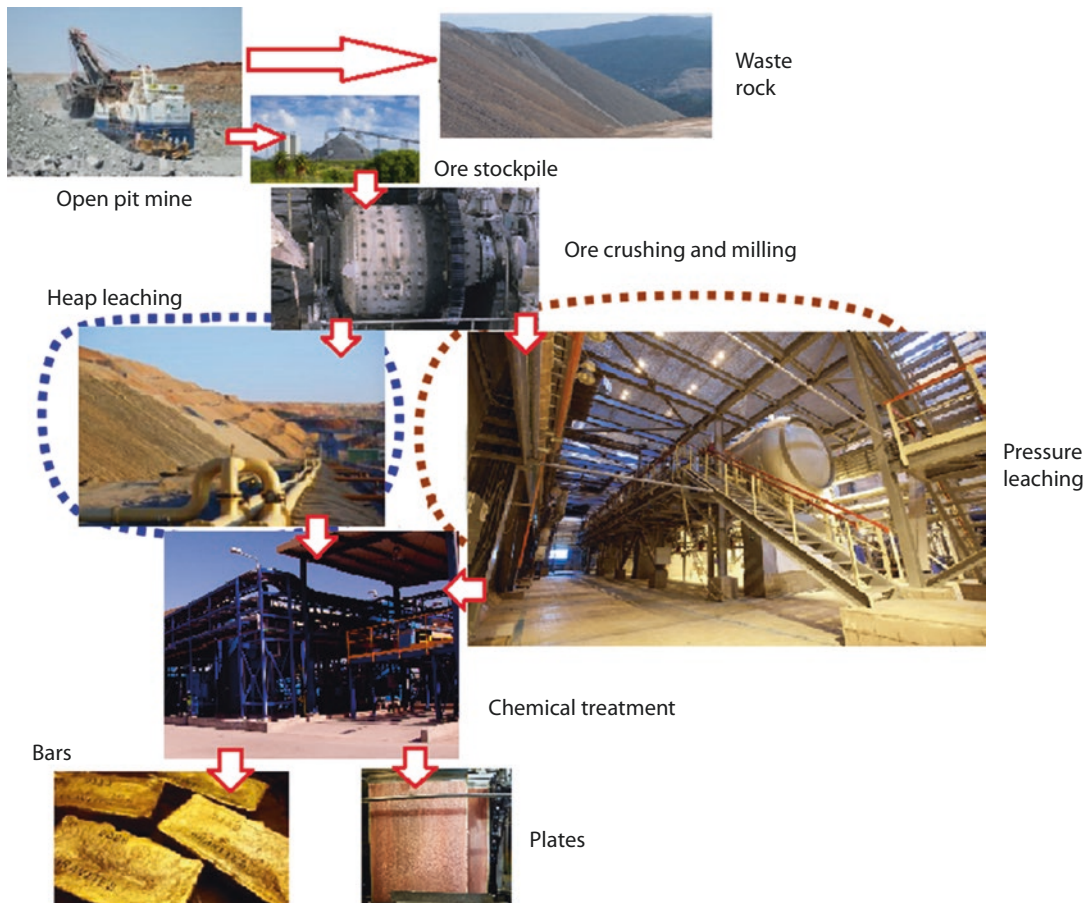 Waste
rock
Ore stockpile
Open pit mine
Ore crushing and milling
Heap leaching
Pressure
leaching
Chemical treatment
Bars
Plates